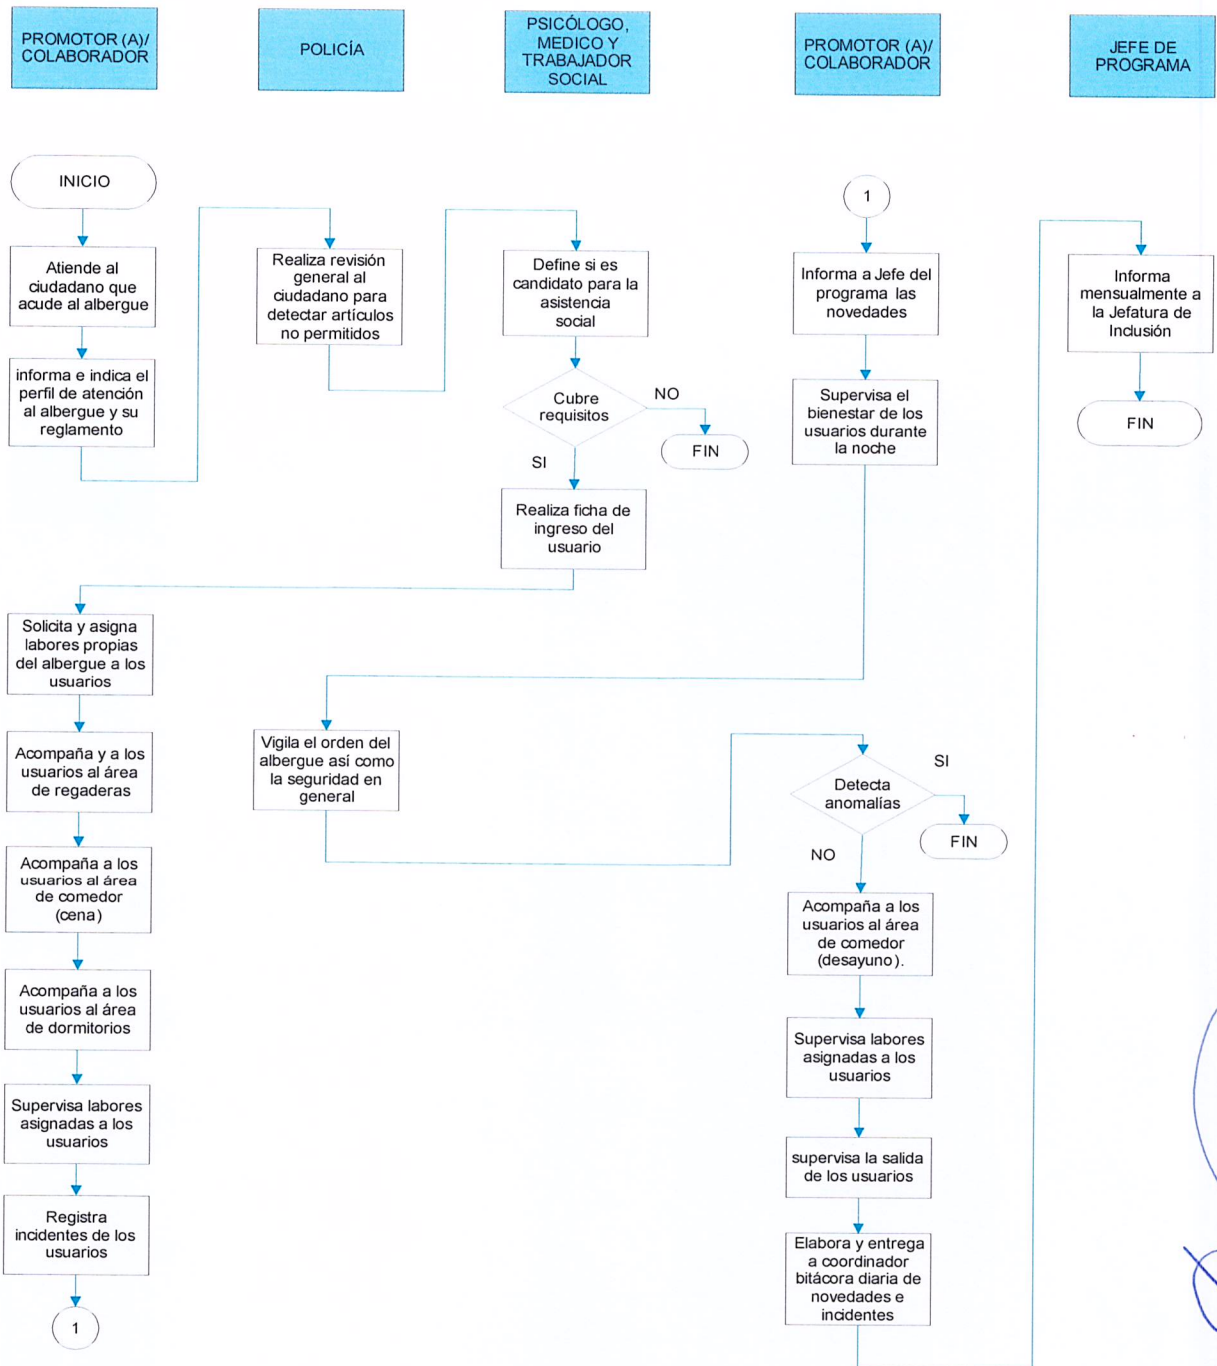 PROMOTOR (A)/
COLABORADOR
POLICÍA
PSICÓLOGO,
MEDICO Y
TRABAJADOR
SOCIAL
PROMOTOR (A)/
COLABORADOR
JEFE DE
PROGRAMA
INICIO
Atiende al
ciudadano que
acude al albergue
informa e indica el
perfil de atención
al albergue y su
reglamento
Realiza revisión
general al
ciudadano para
detectar artículos
no permitidos
Define si es
candidato para la
asistencia
social
Cubre
requisitos
NO
FIN
SI
Realiza ficha de
ingreso del
usuario
Solicita y asigna
labores propias
del albergue a los
usuarios
Acompaña y a los
usuarios al área
de regaderas
Acompaña a los
usuarios al área
de comedor
(cena)
Acompaña a los
usuarios al área
de dormitorios
Supervisa labores
asignadas a los
usuarios
Registra
incidentes de los
usuarios
1
1
Informa a Jefe del
programa las
novedades
Supervisa el
bienestar de los
usuarios durante
la noche
Vigila el orden del
albergue así como
la seguridad en
general
Detecta
anomalías
SI
FIN
NO
Acompaña a los
usuarios al área
de comedor
(desayuno).
Supervisa labores
asignadas a los
usuarios
supervisa la salida
de los usuarios
Elabora y entrega
a coordinador
bitácora diaria de
novedades e
incidentes
Informa
mensualmente a
la Jefatura de
Inclusión
FIN